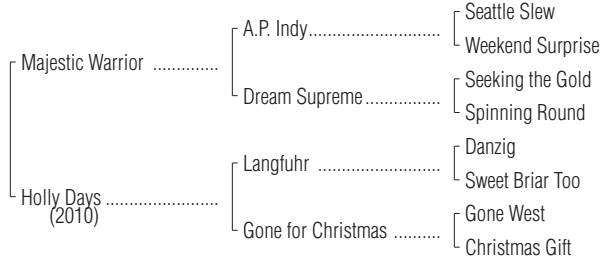 Seattle Slew
A.P. Indy..............................
Weekend Surprise
Majestic Warrior ...............
Seeking the Gold
Dream Supreme.................
Spinning Round
Danzig
Langfuhr ............................
Sweet Briar Too
Holly Days .........................
(2010)
Gone West
Gone for Christmas ..........
Christmas Gift